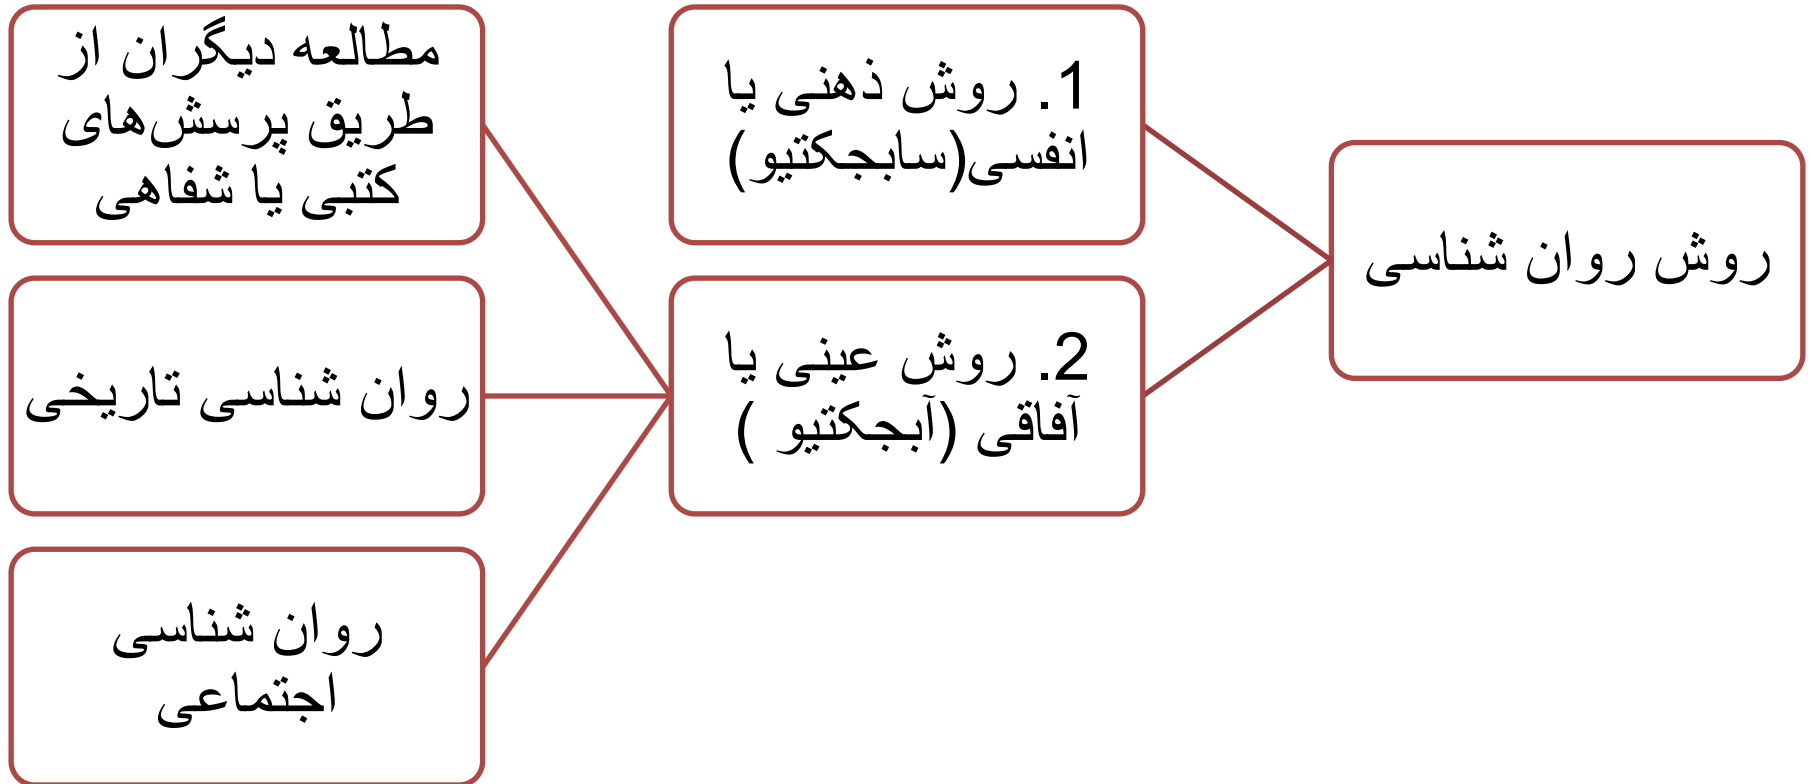 روش روان شناسی
1. روش ذهنی یا
انفسی(سابجکتیو)
2. روش عینی یا
آفاقی (آبجکتیو )
مطالعه دیگران از
طریق پرسش‌های
کتبی یا شفاهی
روان شناسی تاریخی
روان شناسی
اجتماعی